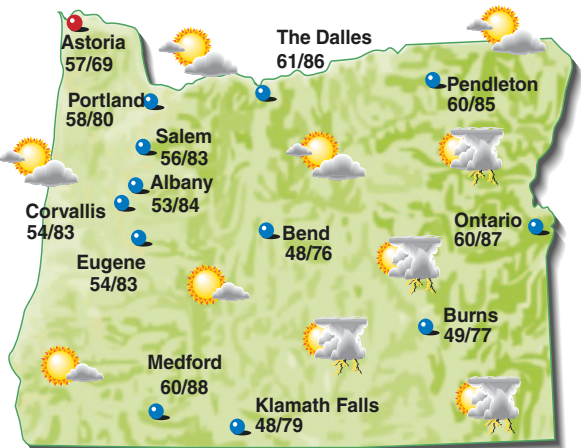 Astoria
57/69
The Dalles
61/86
Pendleton
60/85
Portland
58/80
Salem
56/83
Albany
53/84
Corvallis
54/83
Eugene
54/83
Bend
48/76
Ontario
60/87
Burns
49/77
Medford
60/88
Klamath Falls
48/79